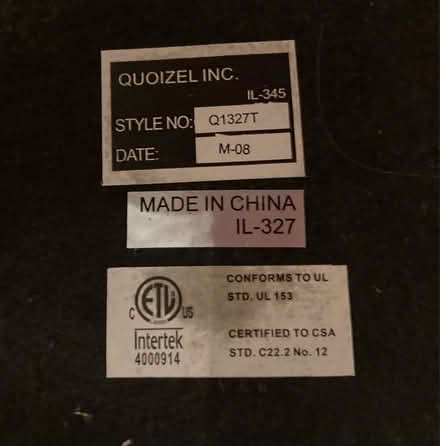 QUOIZEL INC.
IL-345
STYLE NO: Q1327T
DATE: M-08
MADE IN CHINA
IL-327
CONFORMS TO UL
STD. UL 153
C ETL US
CERTIFIED TO CSA
STD. C22.2 No. 12
Intertek
4000914